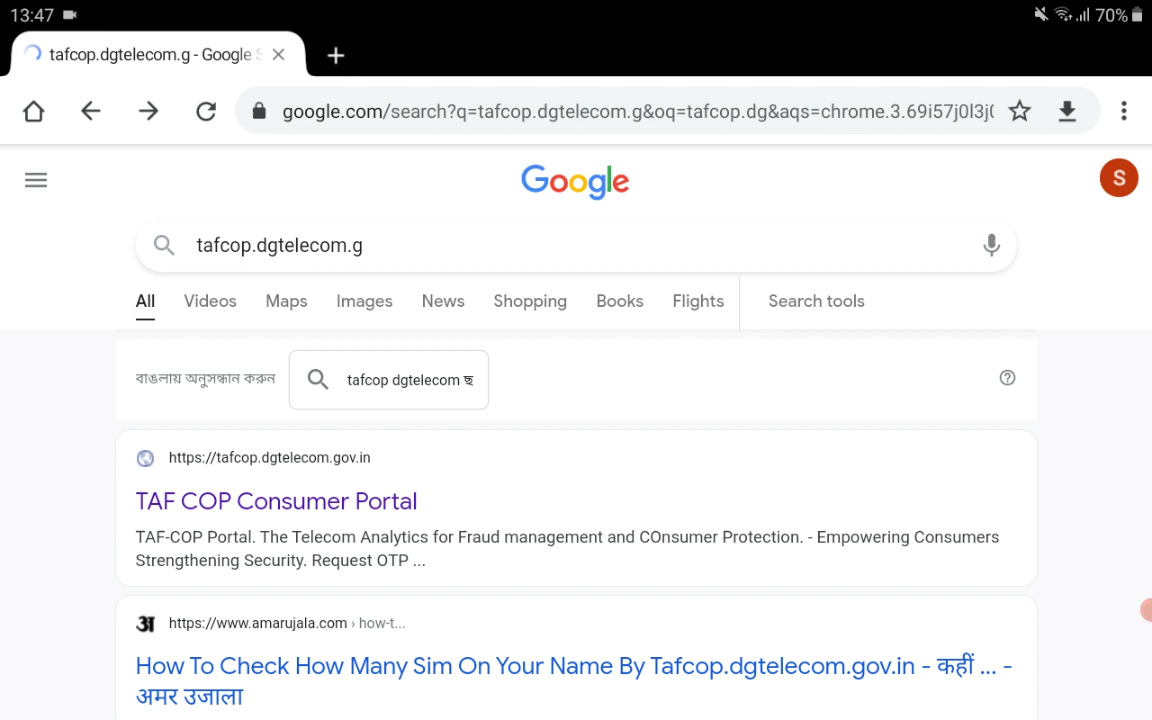 13:47
70%
tafcop.dgtelecom.g - Google S
google.com/search?q=tafcop.dgtelecom.g&oq=tafcop.dg&aqs=chrome.3.69i57j0l3j(
Google
S
tafcop.dgtelecom.g
All Videos Maps Images News Shopping Books Flights Search tools
বাঙলায় অনুসন্ধান করুন tafcop dgtelecom ছ
https://tafcop.dgtelecom.gov.in
TAF COP Consumer Portal
TAF-COP Portal. The Telecom Analytics for Fraud management and COnsumer Protection. - Empowering Consumers
Strengthening Security. Request OTP ...
अ https://www.amarujala.com › how-t...
How To Check How Many Sim On Your Name By Tafcop.dgtelecom.gov.in - कहीं ... -
अमर उजाला